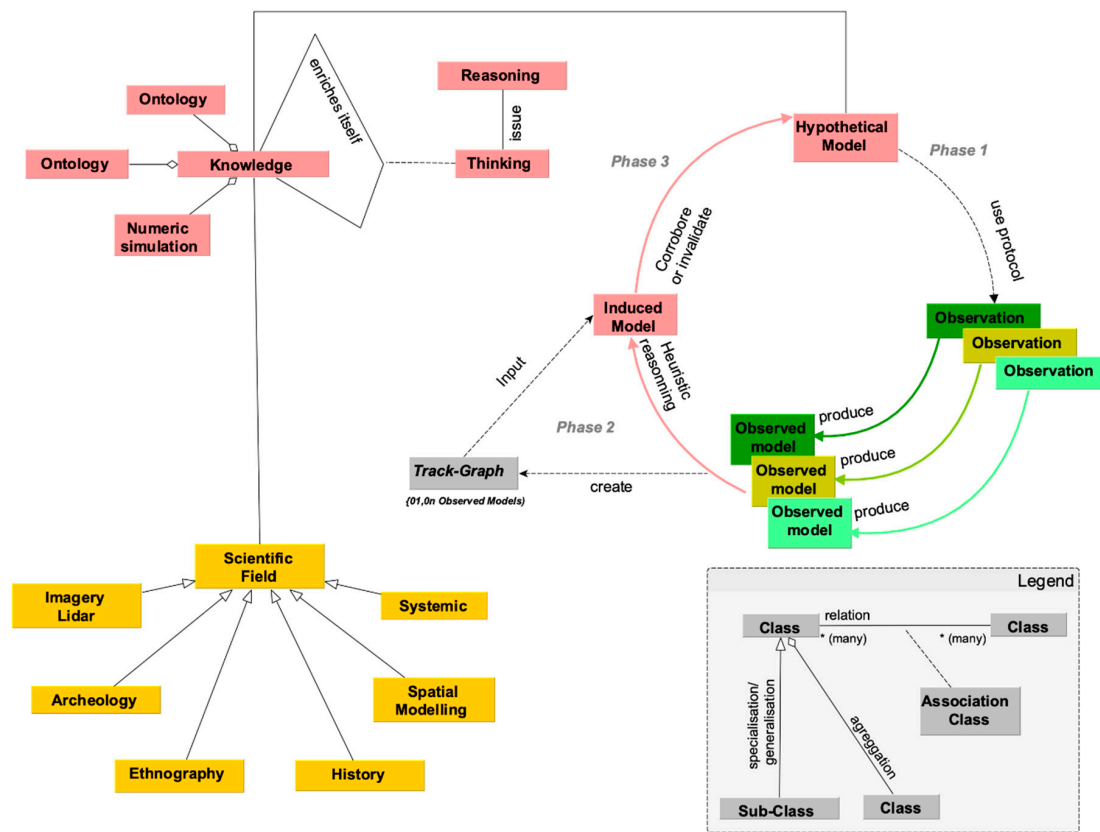 enriches itself
Reasoning
issue
Thinking
Ontology
Ontology
Knowledge
Numeric
simulation
Hypothetical
Model
Phase 1
use protocol
Phase 3
Corrobore
or invalidate
Induced
Model
Heuristic
reasonning
Input
Phase 2
Track-Graph
{01,0n Observed Models)
create
Observation
Observation
Observation
produce
Observed
model
produce
Observed
model
produce
Observed
model
Scientific
Field
Imagery
Lidar
Systemic
Archeology
Spatial
Modelling
Ethnography
History
Legend
Class
relation
* (many)
* (many)
Class
specialisation/
generalisation
agreggation
Association
Class
Sub-Class
Class